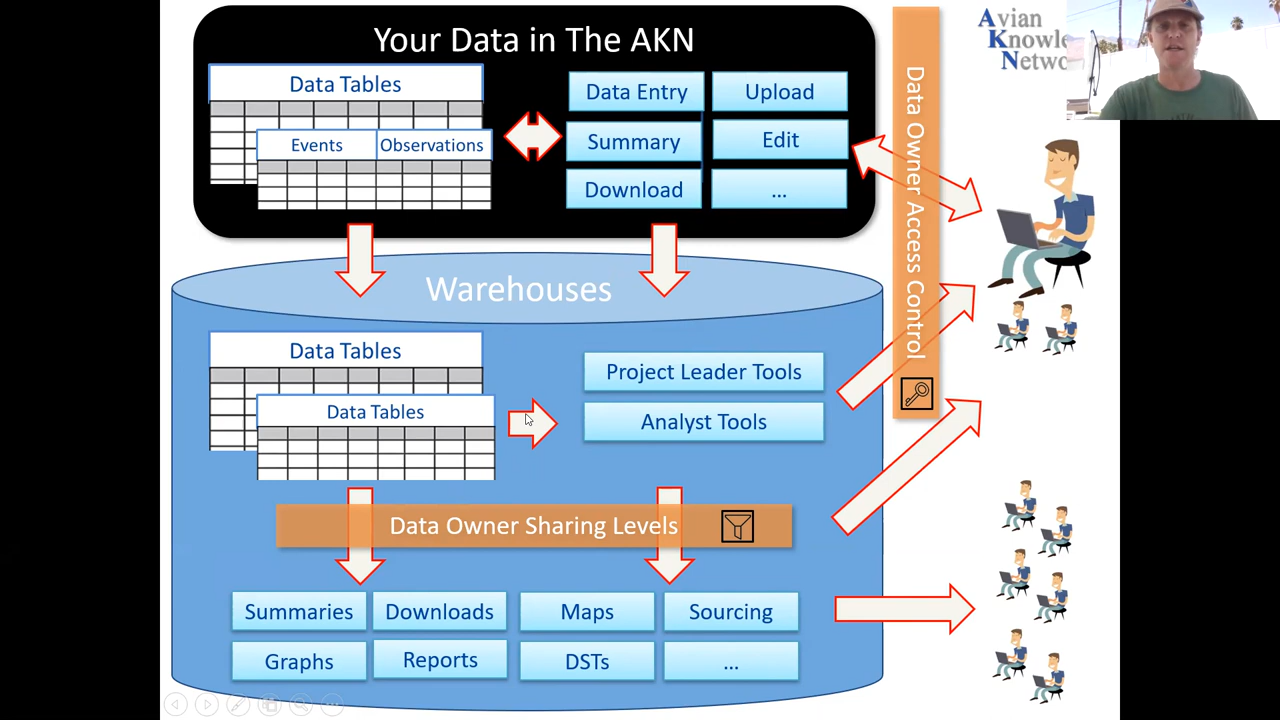 Your Data in The AKN
Data Tables
Events
Observations
Data Entry
Upload
Summary
Edit
Download
...
Data Owner Access Control
Avian
Knowle
Netwo
Warehouses
Data Tables
Data Tables
Project Leader Tools
Analyst Tools
Data Owner Sharing Levels
Summaries
Downloads
Maps
Sourcing
Graphs
Reports
DSTs
...